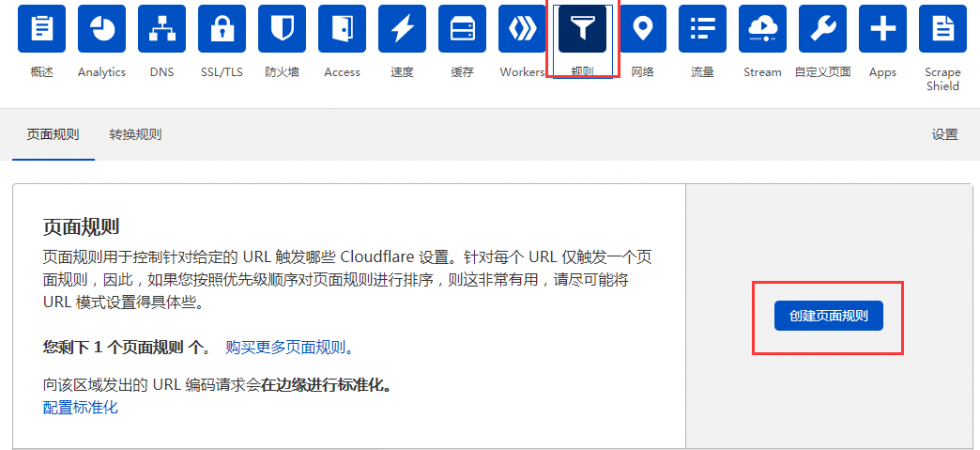 概述 Analytics DNS SSL/TLS 防火墙 Access 速度 缓存 Workers 规则 网络 流量 Stream 自定义页面 Apps Scrape
Shield
页面规则 转换规则 设置
页面规则
页面规则用于控制针对给定的 URL 触发哪些 Cloudflare 设置。针对每个 URL 仅触发一个页
面规则，因此，如果您按照优先级顺序对页面规则进行排序，则这非常有用，请尽可能将
URL 模式设置得具体些。
创建页面规则
您剩下 1 个页面规则 个。 购买更多页面规则。
向该区域发出的 URL 编码请求会在边缘进行标准化。
配置标准化